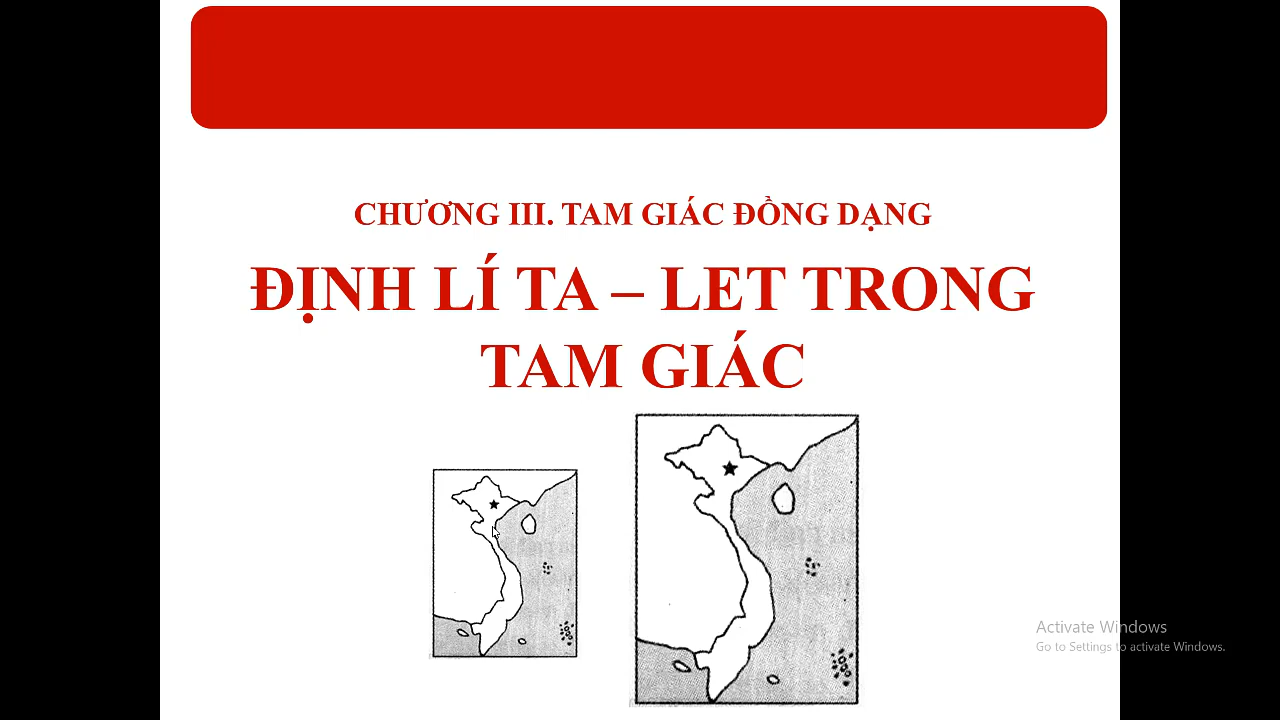 CHƯƠNG III. TAM GIÁC ĐỒNG DẠNG
ĐỊNH LÍ TA – LET TRONG
TAM GIÁC
Activate Windows
Go to Settings to activate Windows.